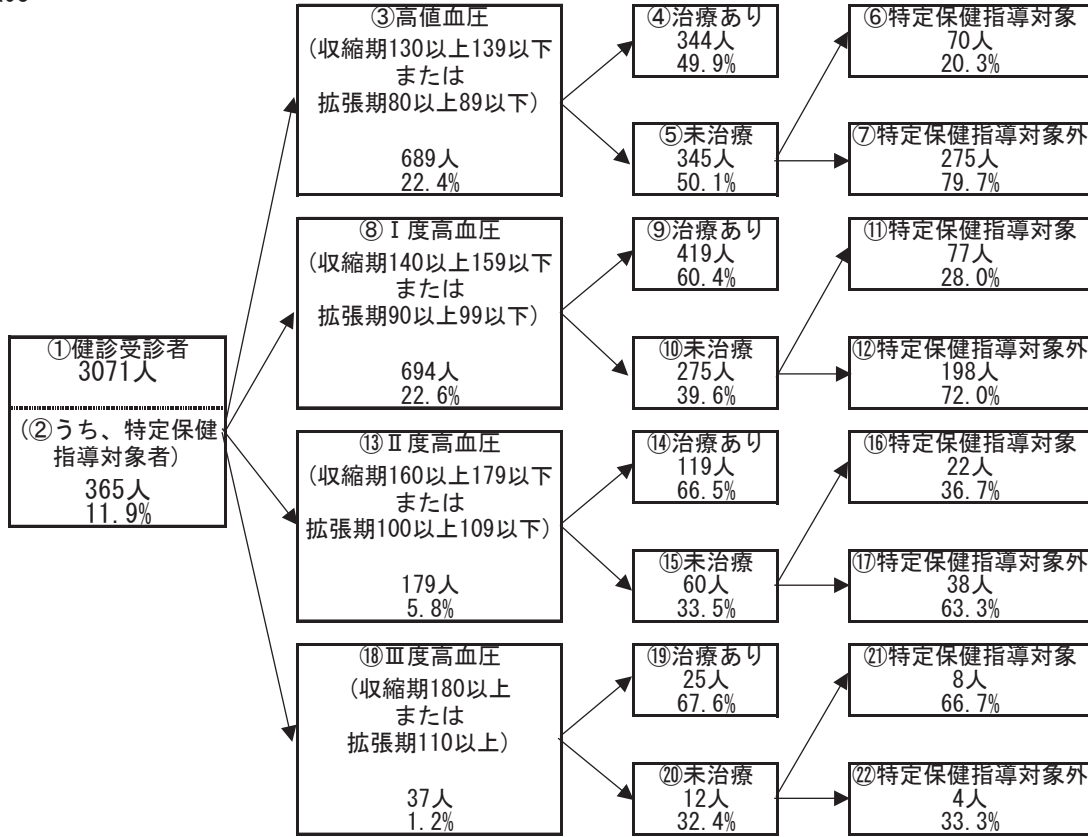 ①健診受診者
3071人
(②うち、特定保健
指導対象者)
365人
11.9%
③高値血圧
(収縮期130以上139以下
または
拡張期80以上89以下)
689人
22.4%
④治療あり
344人
49.9%
⑤未治療
345人
50.1%
⑥特定保健指導対象
70人
20.3%
⑦特定保健指導対象外
275人
79.7%
⑧Ⅰ度高血圧
(収縮期140以上159以下
または
拡張期90以上99以下)
694人
22.6%
⑨治療あり
419人
60.4%
⑩未治療
275人
39.6%
⑪特定保健指導対象
77人
28.0%
⑫特定保健指導対象外
198人
72.0%
⑬Ⅱ度高血圧
(収縮期160以上179以下
または
拡張期100以上109以下)
179人
5.8%
⑭治療あり
119人
66.5%
⑮未治療
60人
33.5%
⑯特定保健指導対象
22人
36.7%
⑰特定保健指導対象外
38人
63.3%
⑱Ⅲ度高血圧
(収縮期180以上
または
拡張期110以上)
37人
1.2%
⑲治療あり
25人
67.6%
⑳未治療
12人
32.4%
㉑特定保健指導対象
8人
66.7%
㉒特定保健指導対象外
4人
33.3%